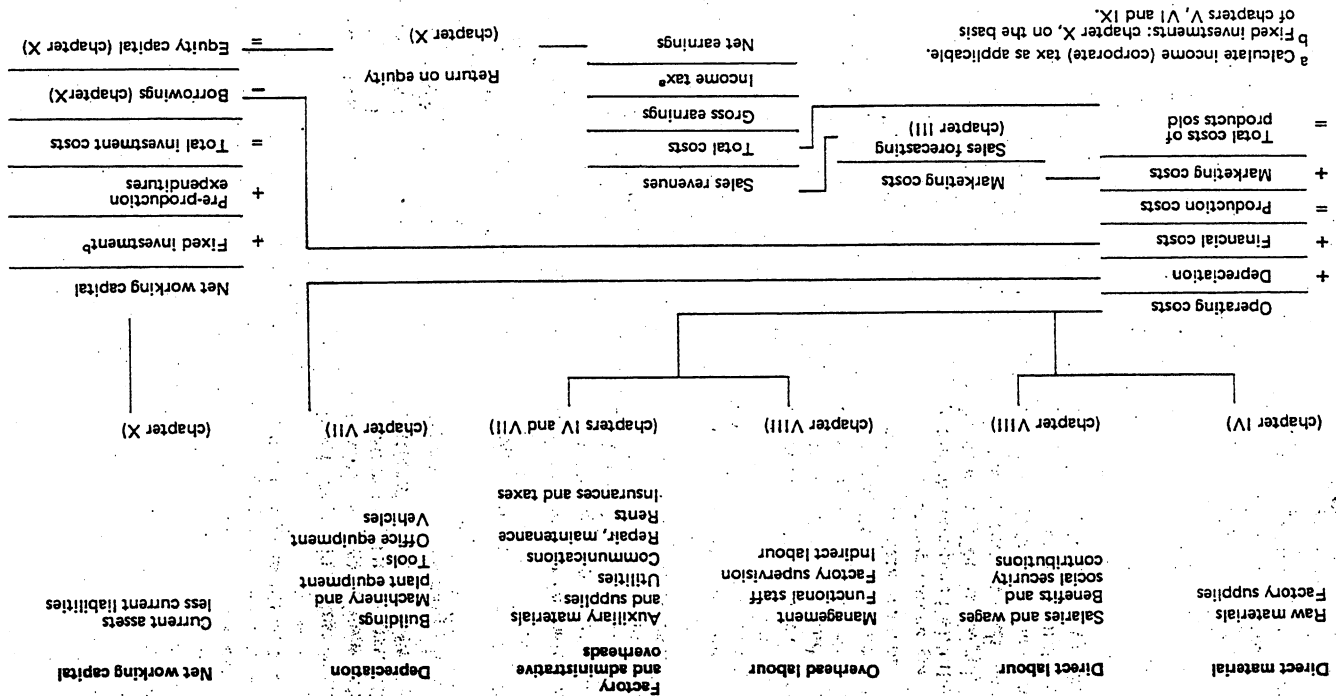 Direct material
Raw materials
Factory supplies
(chapter IV)
Direct labour
Salaries and wages
Benefits and
social security
contributions
(chapter VIII)
Overhead labour
Management
Functional staff
Factory supervision
Indirect labour
(chapter VIII)
Factory
and administrative
overheads
Auxiliary materials
and supplies
Utilities
Communications
Repair, maintenance
Rents
Insurances and taxes
(chapters IV and VII)
Depreciation
Buildings
Machinery and
plant equipment
Tools
Office equipment
Vehicles
(chapter VII)
Net working capital
Current assets
less current liabilities
(chapter X)
Operating costs
+ Depreciation
+ Financial costs
= Production costs
+ Marketing costs
= Total costs of
products sold
Marketing costs
Sales forecasting
(chapter III)
Sales revenues
Total costs
Gross earnings
Income taxᵃ
Net earnings
Return on equity
(chapter X)
Net working capital
+ Fixed investmentᵇ
+ Pre-production
expenditures
= Total investment costs
− Borrowings (chapterX)
= Equity capital (chapter X)
a Calculate income (corporate) tax as applicable.
b Fixed investments: chapter X, on the basis
of chapters V, VI and IX.